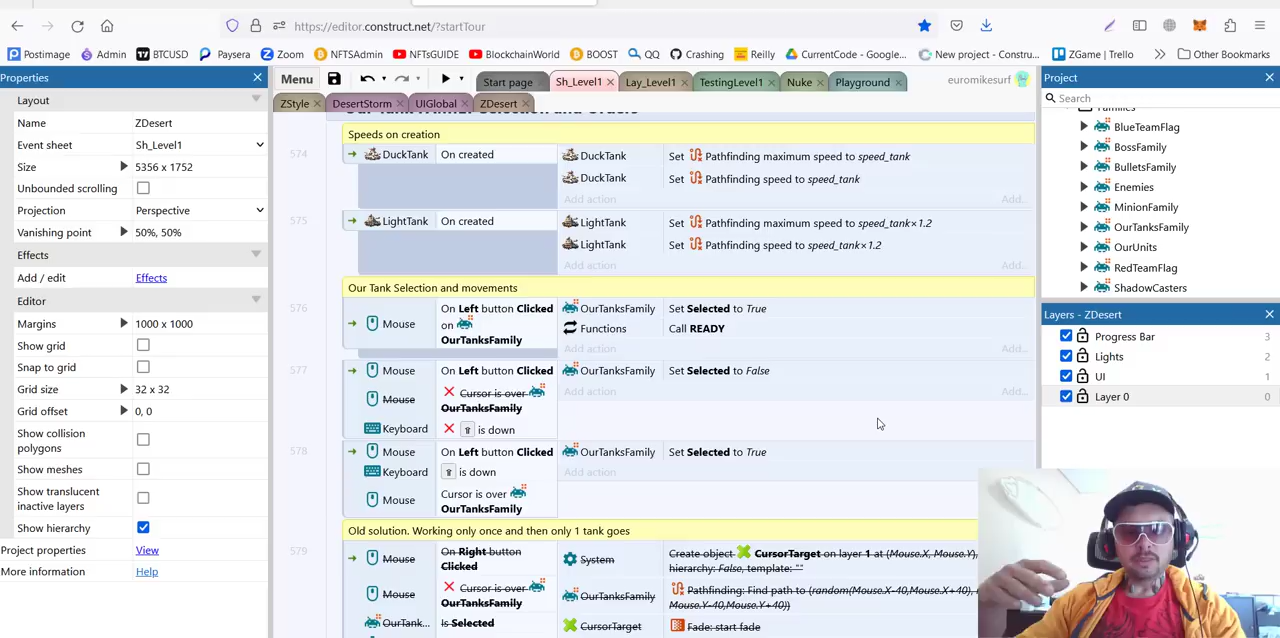 https://editor.construct.net/?startTour
Postimage Admin BTCUSD Paysera Zoom NFTSAdmin NFTsGUIDE BlockchainWorld BOOST QQ Crashing Reilly CurrentCode - Google... New project - Constru... ZGame | Trello Other Bookmarks
Properties
Layout
Name ZDesert
Event sheet Sh_Level1
Size 5356 x 1752
Unbounded scrolling
Projection Perspective
Vanishing point 50%, 50%
Effects
Add / edit Effects
Editor
Margins 1000 x 1000
Show grid
Snap to grid
Grid size 32 x 32
Grid offset 0, 0
Show collision
polygons
Show meshes
Show translucent
inactive layers
Show hierarchy
Project properties View
More information Help
Menu Start page Sh_Level1 Lay_Level1 TestingLevel1 Nuke Playground euromikesurf
ZStyle DesertStorm UIGlobal ZDesert
Speeds on creation
574 DuckTank On created DuckTank Set Pathfinding maximum speed to speed_tank
DuckTank Set Pathfinding speed to speed_tank
Add action Add...
575 LightTank On created LightTank Set Pathfinding maximum speed to speed_tank×1.2
LightTank Set Pathfinding speed to speed_tank×1.2
Add action Add...
Our Tank Selection and movements
576 Mouse On Left button Clicked
on
OurTanksFamily
OurTanksFamily Set Selected to True
Functions Call READY
Add action Add...
577 Mouse On Left button Clicked OurTanksFamily Set Selected to False
Mouse Cursor is over
OurTanksFamily
Add action Add...
Keyboard is down
578 Mouse On Left button Clicked OurTanksFamily Set Selected to True
Keyboard is down Add action
Mouse Cursor is over
OurTanksFamily
Old solution. Working only once and then only 1 tank goes
579 Mouse On Right button
Clicked
System Create object CursorTarget on layer 1 at (Mouse.X, Mouse.Y),
hierarchy: False, template: ""
Mouse Cursor is over
OurTanksFamily
OurTanksFamily Pathfinding: Find path to (random(Mouse.X-40,Mouse.X+40),
Mouse.Y-40,Mouse.Y+40))
OurTank... Is Selected CursorTarget Fade: start fade
Project
Search
Families
BlueTeamFlag
BossFamily
BulletsFamily
Enemies
MinionFamily
OurTanksFamily
OurUnits
RedTeamFlag
ShadowCasters
Layers - ZDesert
Progress Bar 3
Lights 2
UI 1
Layer 0 0